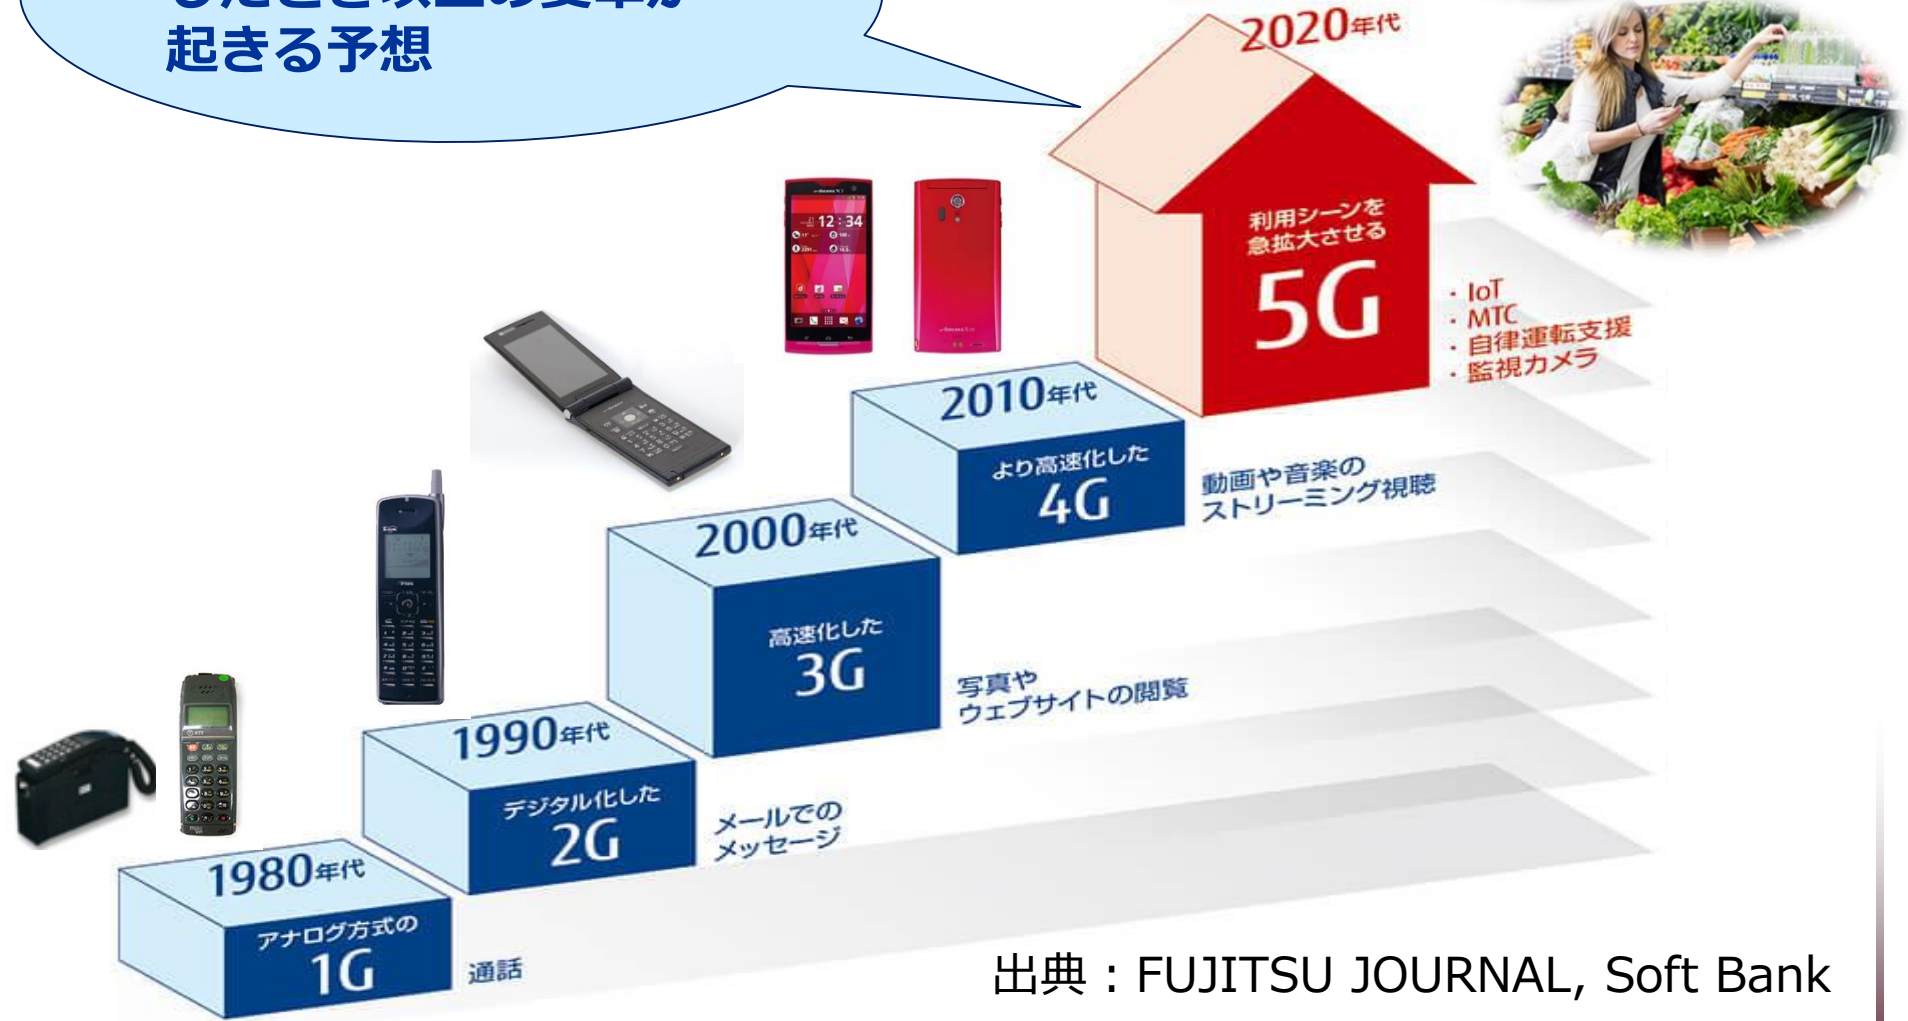 起きる予想
2020年代
利用シーンを
急拡大させる
5G
・IoT
・MTC
・自律運転支援
・監視カメラ
12:34
2010年代
より高速化した
4G
動画や音楽の
ストリーミング視聴
2000年代
高速化した
3G
写真や
ウェブサイトの閲覧
1990年代
デジタル化した
2G
メールでの
メッセージ
1980年代
アナログ方式の
1G
通話
出典：FUJITSU JOURNAL, Soft Bank